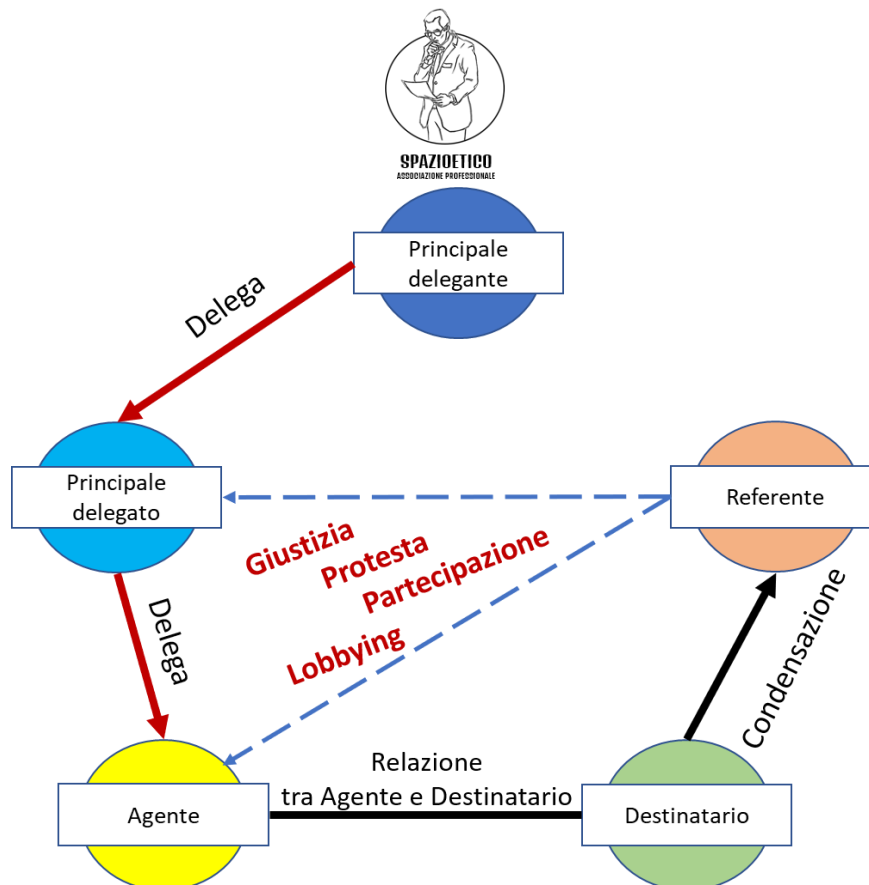 SPAZIOETICO
ASSOCIAZIONE PROFESSIONALE
Principale
delegante
Delega
Principale
delegato
Referente
Giustizia
Protesta
Partecipazione
Lobbying
Delega
Condensazione
Relazione
tra Agente e Destinatario
Agente
Destinatario